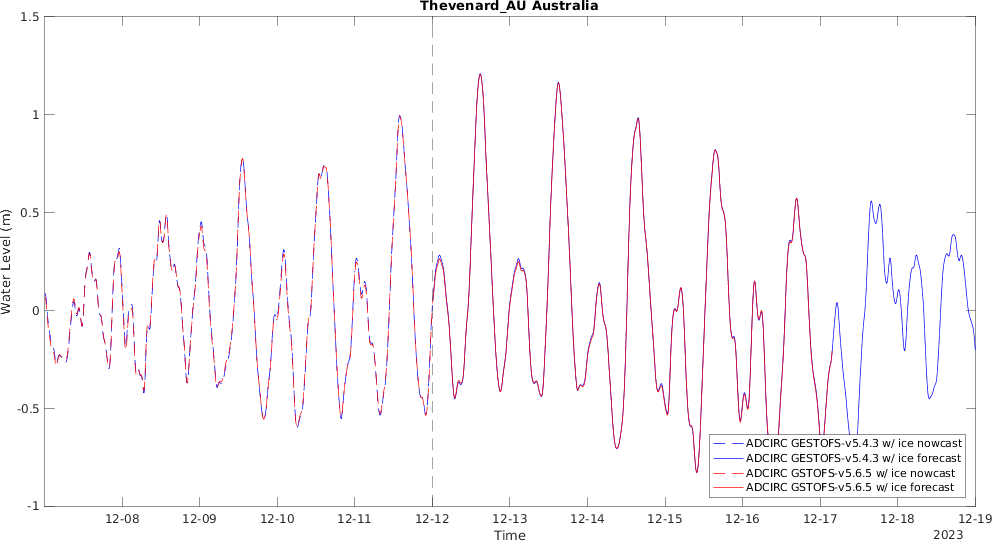 Thevenard_AU Australia
1.5
1
0.5
0
-0.5
-1
Water Level (m)
12-08
12-09
12-10
12-11
12-12
12-13
12-14
12-15
12-16
12-17
12-18
12-19
Time
2023
ADCIRC GESTOFS-v5.4.3 w/ ice nowcast
ADCIRC GESTOFS-v5.4.3 w/ ice forecast
ADCIRC GSTOFS-v5.6.5 w/ ice nowcast
ADCIRC GSTOFS-v5.6.5 w/ ice forecast